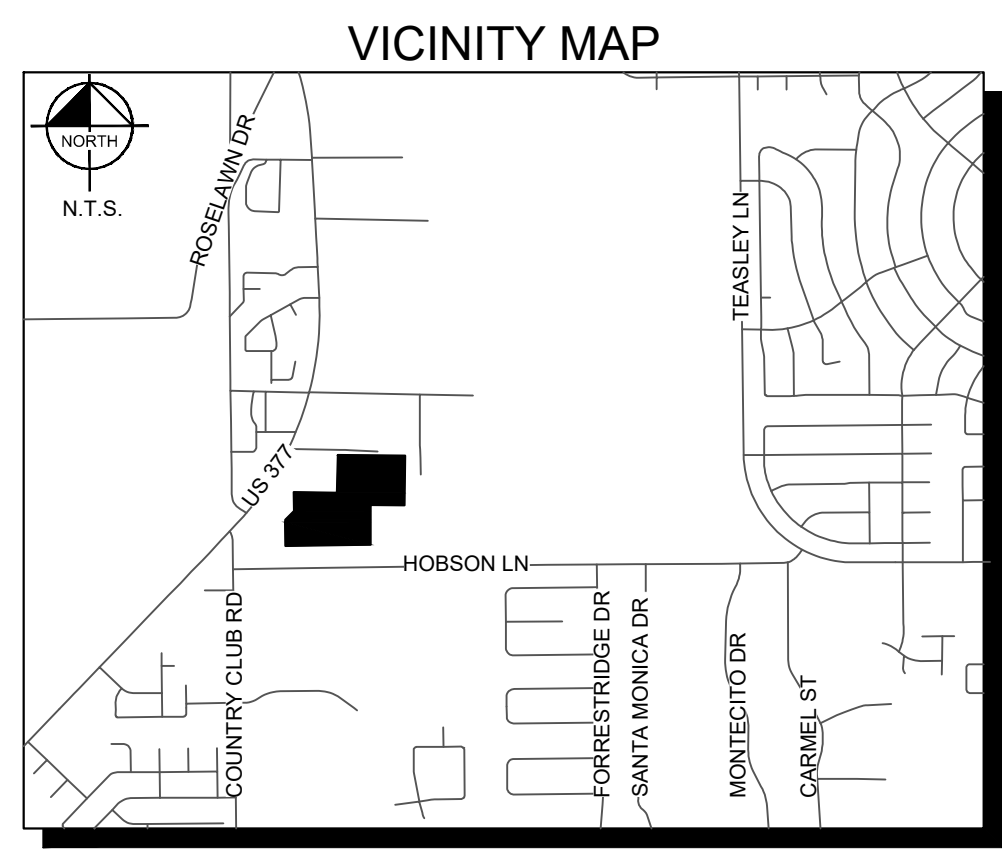 VICINITY MAP
NORTH
N.T.S.
ROSELAWN DR
TEASLEY LN
US 377
HOBSON LN
COUNTRY CLUB RD
FORRESTRIDGE DR
SANTA MONICA DR
MONTECITO DR
CARMEL ST